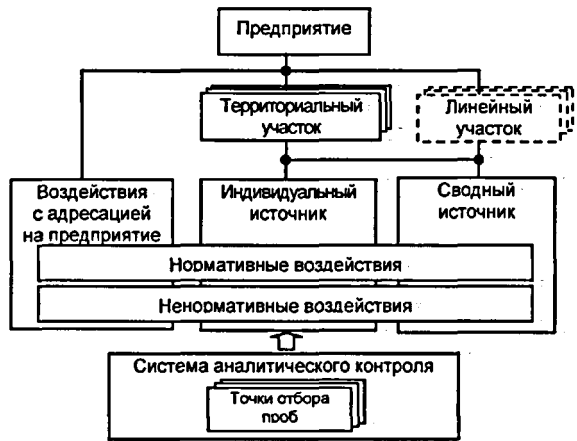 Предприятие
Территориальный
участок
Линейный
участок
Воздействия
с адресацией
на предприятие
Индивидуальный
источник
Сводный
источник
Нормативные воздействия
Ненормативные воздействия
Система аналитического контроля
Точки отбора
проб